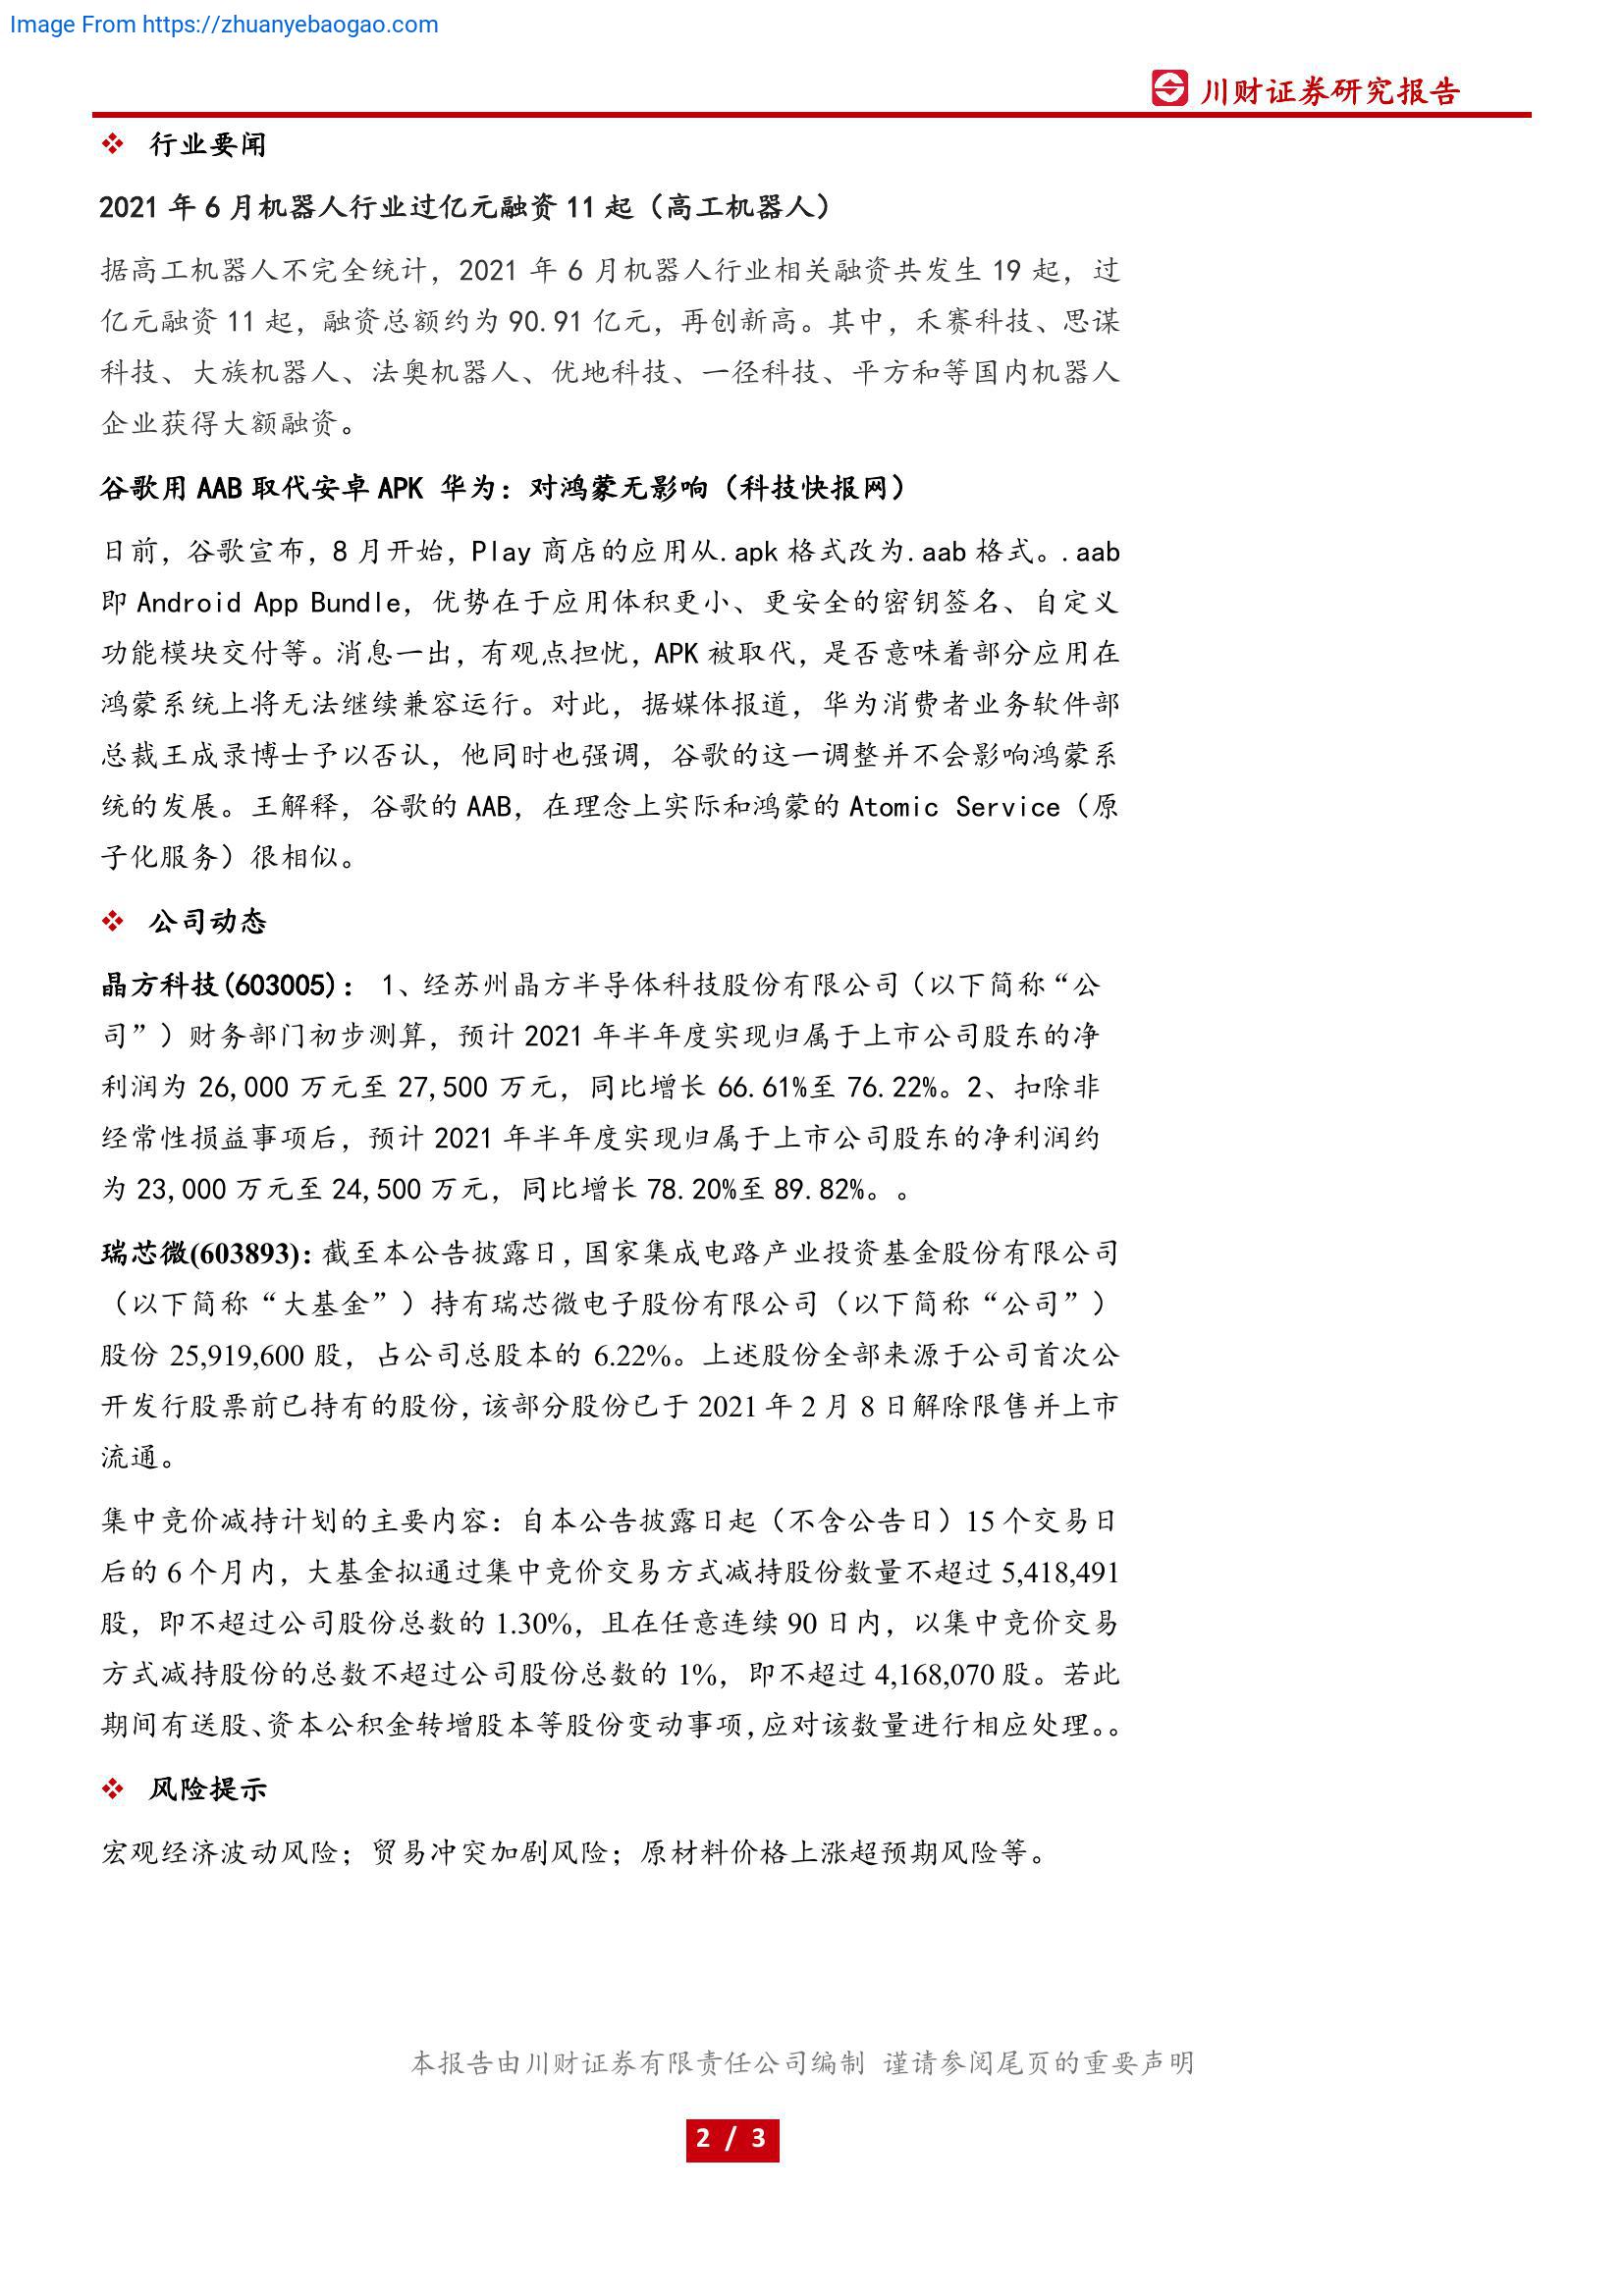 Image From https://zhuanyebaogao.com
川财证券研究报告
❖ 行业要闻
2021 年 6 月机器人行业过亿元融资 11 起（高工机器人）
据高工机器人不完全统计，2021 年 6 月机器人行业相关融资共发生 19 起，过
亿元融资 11 起，融资总额约为 90.91 亿元，再创新高。其中，禾赛科技、思谋
科技、大族机器人、法奥机器人、优地科技、一径科技、平方和等国内机器人
企业获得大额融资。
谷歌用 AAB 取代安卓 APK 华为：对鸿蒙无影响（科技快报网）
日前，谷歌宣布，8 月开始，Play 商店的应用从.apk 格式改为.aab 格式。.aab
即 Android App Bundle，优势在于应用体积更小、更安全的密钥签名、自定义
功能模块交付等。消息一出，有观点担忧，APK 被取代，是否意味着部分应用在
鸿蒙系统上将无法继续兼容运行。对此，据媒体报道，华为消费者业务软件部
总裁王成录博士予以否认，他同时也强调，谷歌的这一调整并不会影响鸿蒙系
统的发展。王解释，谷歌的 AAB，在理念上实际和鸿蒙的 Atomic Service（原
子化服务）很相似。
❖ 公司动态
晶方科技(603005)： 1、经苏州晶方半导体科技股份有限公司（以下简称“公
司”）财务部门初步测算，预计 2021 年半年度实现归属于上市公司股东的净
利润为 26,000 万元至 27,500 万元，同比增长 66.61%至 76.22%。2、扣除非
经常性损益事项后，预计 2021 年半年度实现归属于上市公司股东的净利润约
为 23,000 万元至 24,500 万元，同比增长 78.20%至 89.82%。。
瑞芯微(603893)：截至本公告披露日，国家集成电路产业投资基金股份有限公司
（以下简称“大基金”）持有瑞芯微电子股份有限公司（以下简称“公司”）
股份 25,919,600 股，占公司总股本的 6.22%。上述股份全部来源于公司首次公
开发行股票前已持有的股份，该部分股份已于 2021 年 2 月 8 日解除限售并上市
流通。
集中竞价减持计划的主要内容：自本公告披露日起（不含公告日）15 个交易日
后的 6 个月内，大基金拟通过集中竞价交易方式减持股份数量不超过 5,418,491
股，即不超过公司股份总数的 1.30%，且在任意连续 90 日内，以集中竞价交易
方式减持股份的总数不超过公司股份总数的 1%，即不超过 4,168,070 股。若此
期间有送股、资本公积金转增股本等股份变动事项，应对该数量进行相应处理。。
❖ 风险提示
宏观经济波动风险；贸易冲突加剧风险；原材料价格上涨超预期风险等。
本报告由川财证券有限责任公司编制 谨请参阅尾页的重要声明
2 / 3